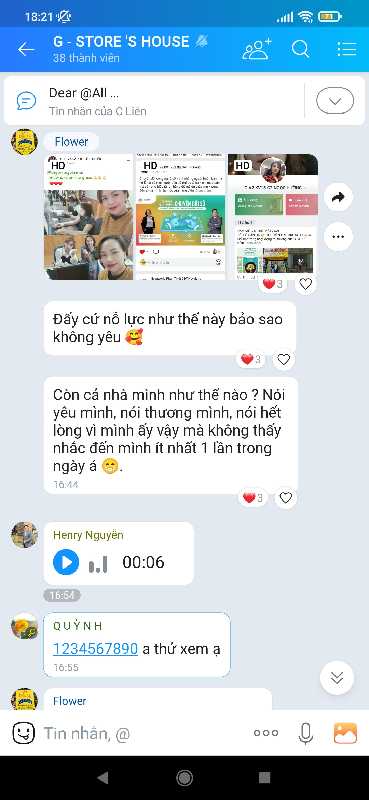 18:21
G - STORE 'S HOUSE
38 thành viên
Dear @All ...
Tin nhắn của C Liên
Flower
HD
HD
HD
3
Đấy cứ nỗ lực như thế này bảo sao
không yêu 🥰
3
Còn cả nhà mình như thế nào ? Nói
yêu mình, nói thương mình, nói hết
lòng vì mình ấy vậy mà không thấy
nhắc đến mình ít nhất 1 lần trong
ngày á 😁.
16:44
3
Henry Nguyễn
00:06
16:54
QUỲNH
1234567890 a thử xem ạ
16:55
Flower
Tin nhắn, @